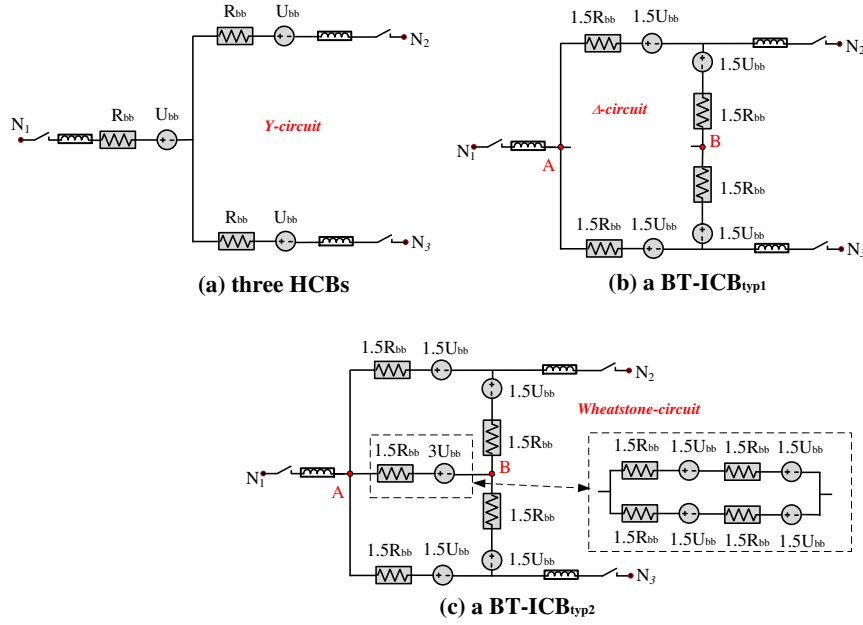 Rbb Ubb
N2
N1
Rbb
Ubb
Y-circuit
Rbb Ubb
N3
(a) three HCBs
1.5Rbb 1.5Ubb
N2
1.5Ubb
Δ-circuit
1.5Rbb
N1
A
B
1.5Rbb
1.5Rbb 1.5Ubb
1.5Ubb
N3
(b) a BT-ICBtyp1
1.5Rbb 1.5Ubb
N2
1.5Ubb
Wheatstone-circuit
1.5Rbb
1.5Rbb 3Ubb
N1
A
B
1.5Rbb
1.5Rbb 1.5Ubb
1.5Ubb
N3
1.5Rbb 1.5Ubb 1.5Rbb 1.5Ubb
1.5Rbb 1.5Ubb 1.5Rbb 1.5Ubb
(c) a BT-ICBtyp2